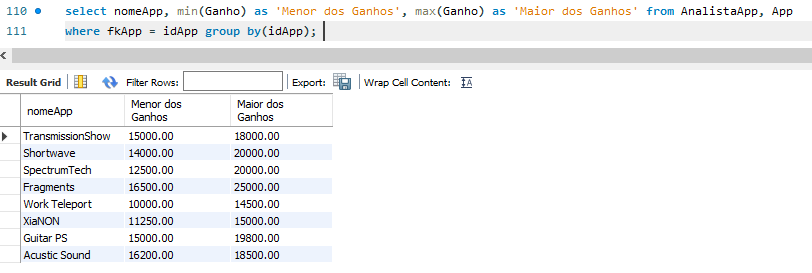 110 select nomeApp, min(Ganho) as 'Menor dos Ganhos', max(Ganho) as 'Maior dos Ganhos' from AnalistaApp, App
111 where fkApp = idApp group by(idApp);
Result Grid Filter Rows: Export: Wrap Cell Content:
nomeApp Menor dos Ganhos Maior dos Ganhos
TransmissionShow 15000.00 18000.00
Shortwave 14000.00 20000.00
SpectrumTech 12500.00 20000.00
Fragments 16500.00 25000.00
Work Teleport 10000.00 14500.00
XiaNON 11250.00 15000.00
Guitar PS 15000.00 19800.00
Acustic Sound 16200.00 18500.00